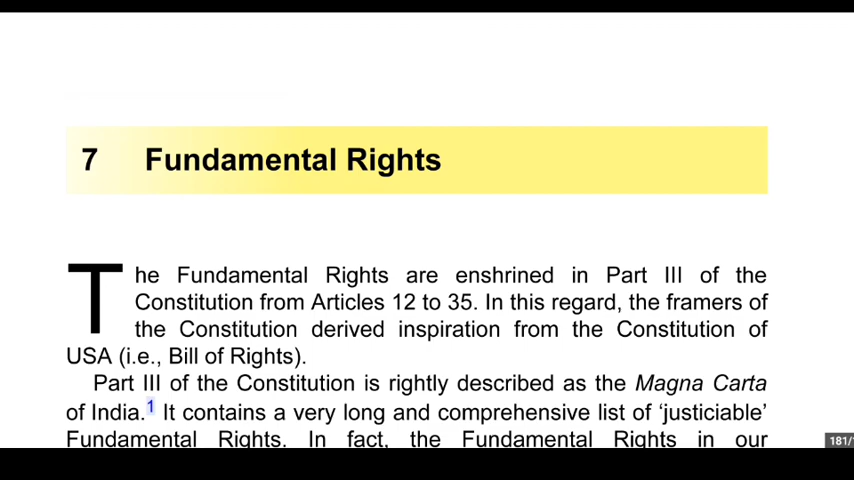 7 Fundamental Rights
The Fundamental Rights are enshrined in Part III of the
Constitution from Articles 12 to 35. In this regard, the framers of
the Constitution derived inspiration from the Constitution of
USA (i.e., Bill of Rights).
Part III of the Constitution is rightly described as the Magna Carta
of India.1 It contains a very long and comprehensive list of ‘justiciable’
Fundamental Rights. In fact, the Fundamental Rights in our
181/